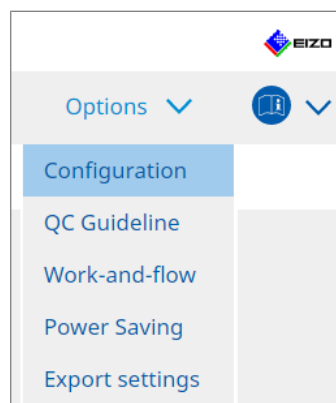 EIZO
Options
Configuration
QC Guideline
Work-and-flow
Power Saving
Export settings